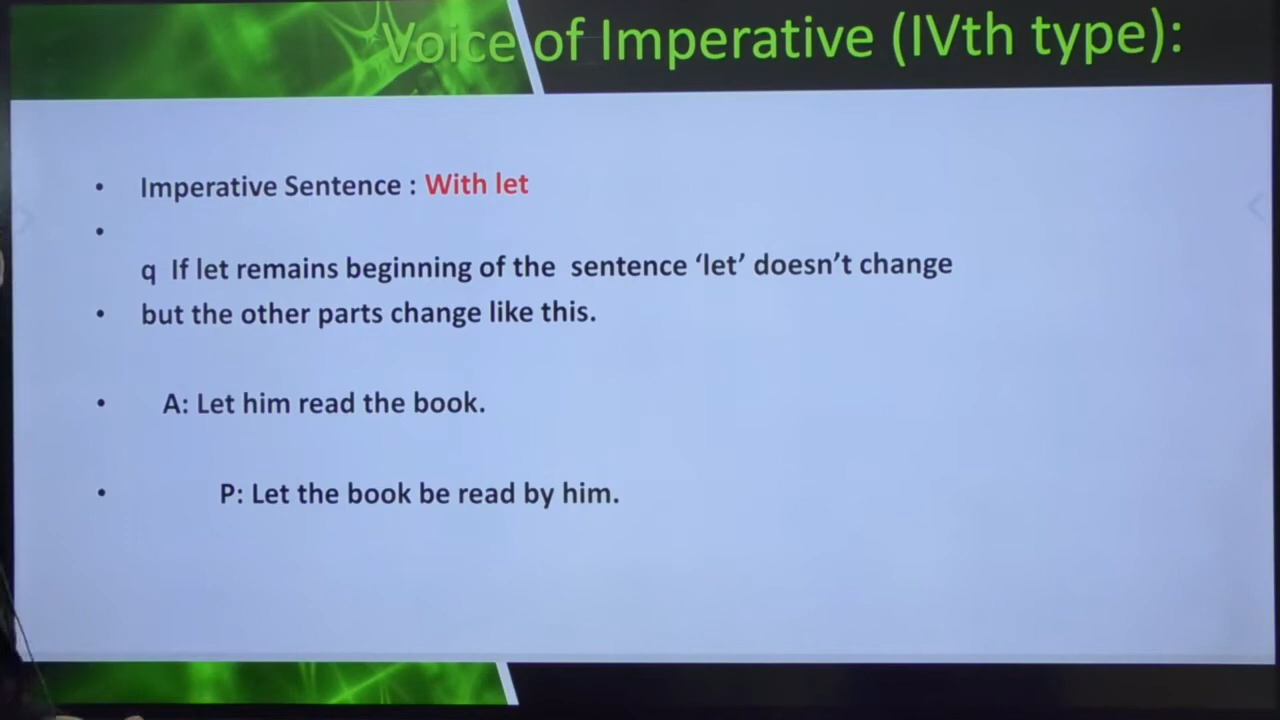 Voice of Imperative (IVth type):
• Imperative Sentence : With let
•
q If let remains beginning of the sentence ‘let’ doesn’t change
• but the other parts change like this.
• A: Let him read the book.
• P: Let the book be read by him.